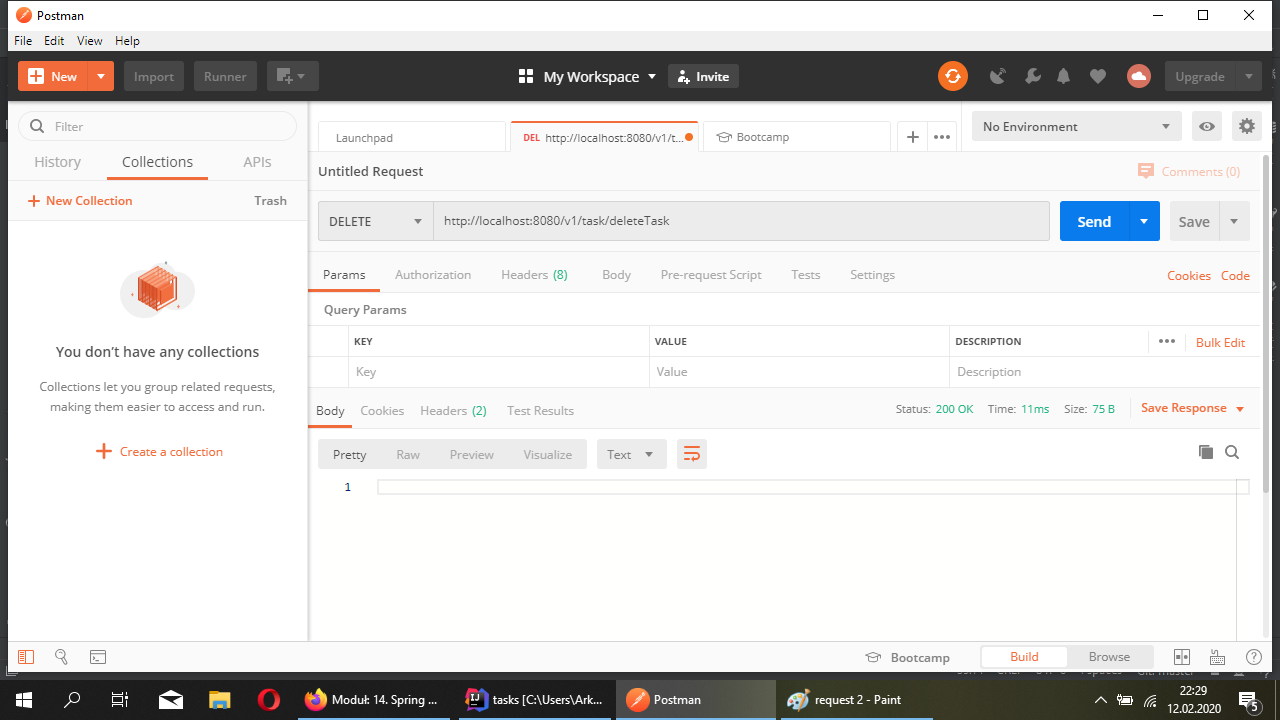 Postman
File Edit View Help
New Import Runner My Workspace Invite Upgrade
Filter
History Collections APIs
New Collection Trash
You don't have any collections
Collections let you group related requests,
making them easier to access and run.
Create a collection
Launchpad DEL http://localhost:8080/v1/t... Bootcamp No Environment
Untitled Request Comments (0)
DELETE http://localhost:8080/v1/task/deleteTask Send Save
Params Authorization Headers (8) Body Pre-request Script Tests Settings Cookies Code
Query Params
KEY VALUE DESCRIPTION Bulk Edit
Key Value Description
Body Cookies Headers (2) Test Results Status: 200 OK Time: 11ms Size: 75 B Save Response
Pretty Raw Preview Visualize Text
1
Bootcamp Build Browse
Moduł: 14. Spring ... tasks [C:\Users\Ark... Postman request 2 - Paint 22:29
12.02.2020
5